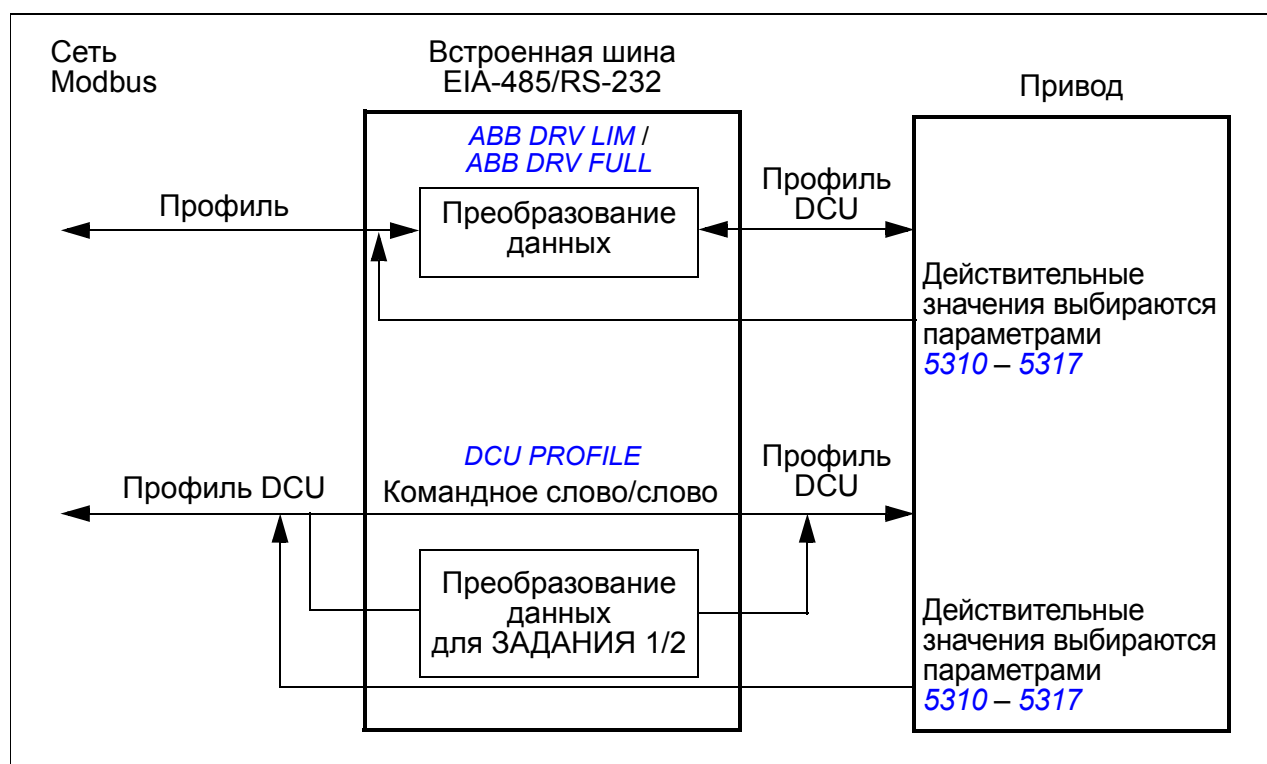 Сеть
Modbus
Встроенная шина
EIA-485/RS-232
Привод
ABB DRV LIM /
ABB DRV FULL
Профиль
Преобразование
данных
Профиль
DCU
Действительные
значения выбираются
параметрами
5310 – 5317
DCU PROFILE
Профиль DCU
Командное слово/слово
Профиль
DCU
Преобразование
данных
для ЗАДАНИЯ 1/2
Действительные
значения выбираются
параметрами
5310 – 5317